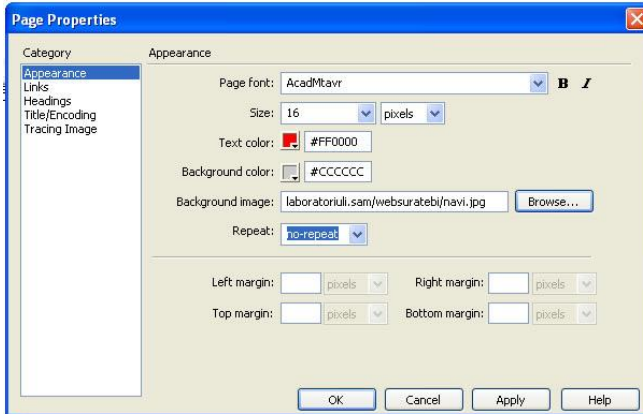 Page Properties
Category
Appearance
Links
Headings
Title/Encoding
Tracing Image
Appearance
Page font: AcadMtavr B I
Size: 16 pixels
Text color: #FF0000
Background color: #CCCCCC
Background image: laboratoriuli.sam/websuratebi/navi.jpg Browse...
Repeat: no-repeat
Left margin: pixels Right margin: pixels
Top margin: pixels Bottom margin: pixels
OK Cancel Apply Help